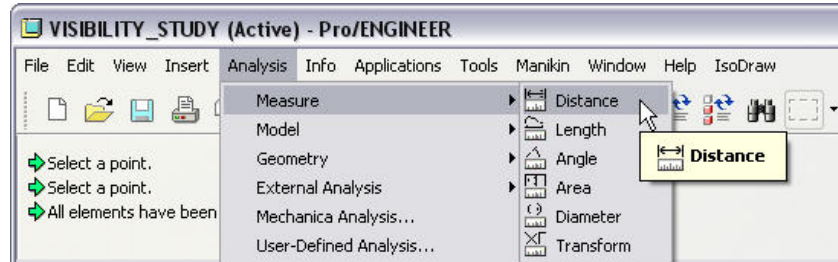 VISIBILITY_STUDY (Active) - Pro/ENGINEER
File Edit View Insert Analysis Info Applications Tools Manikin Window Help IsoDraw
Measure
Model
Geometry
External Analysis
Mechanica Analysis...
User-Defined Analysis...
Distance
Length
Angle
Area
Diameter
Transform
Distance
Select a point.
Select a point.
All elements have been